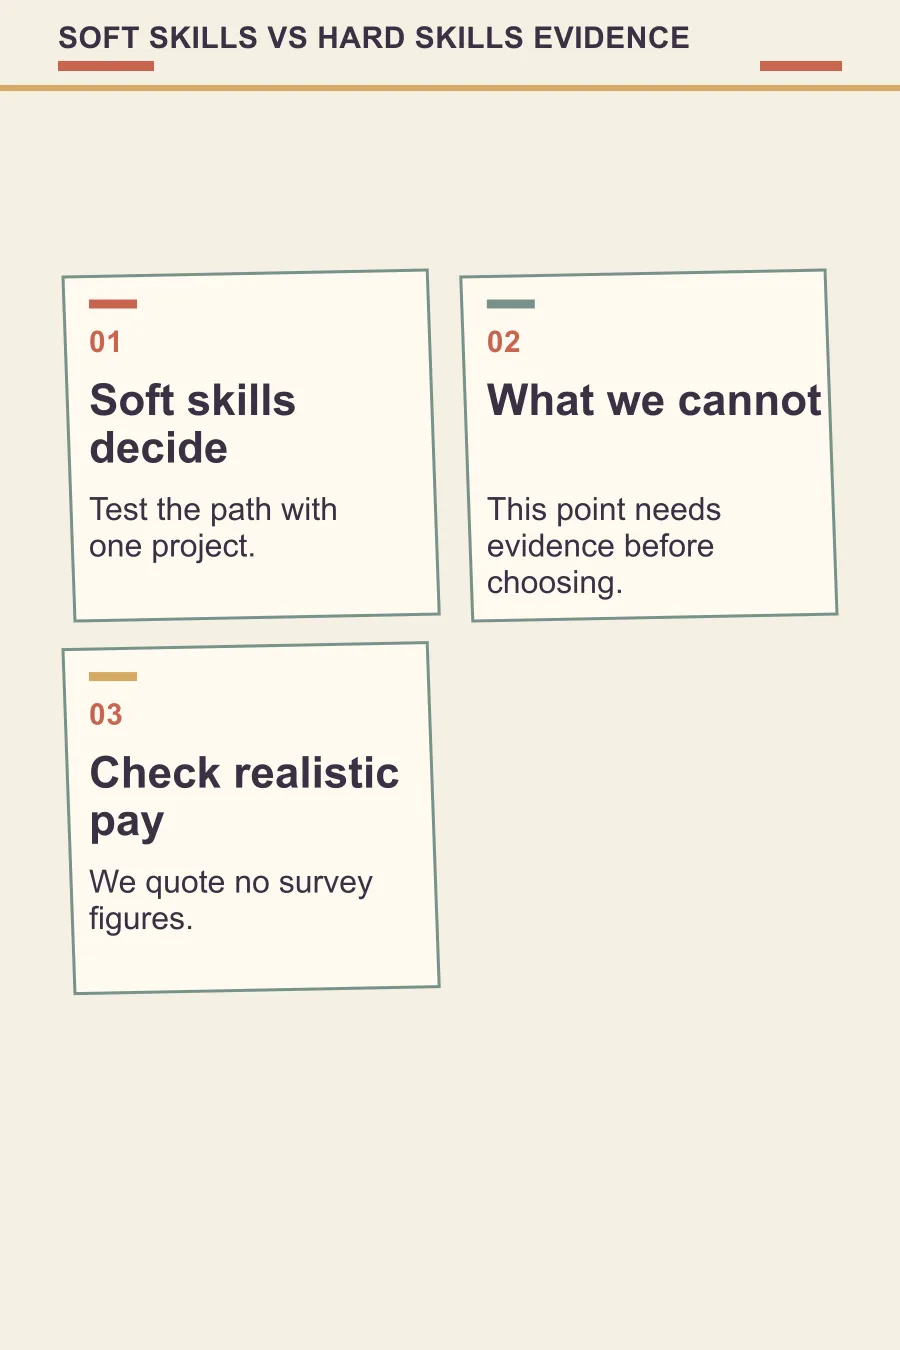 SOFT SKILLS VS HARD SKILLS EVIDENCE
01
Soft skills
decide
Test the path with
one project.
02
What we cannot
This point needs
evidence before
choosing.
03
Check realistic
pay
We quote no survey
figures.